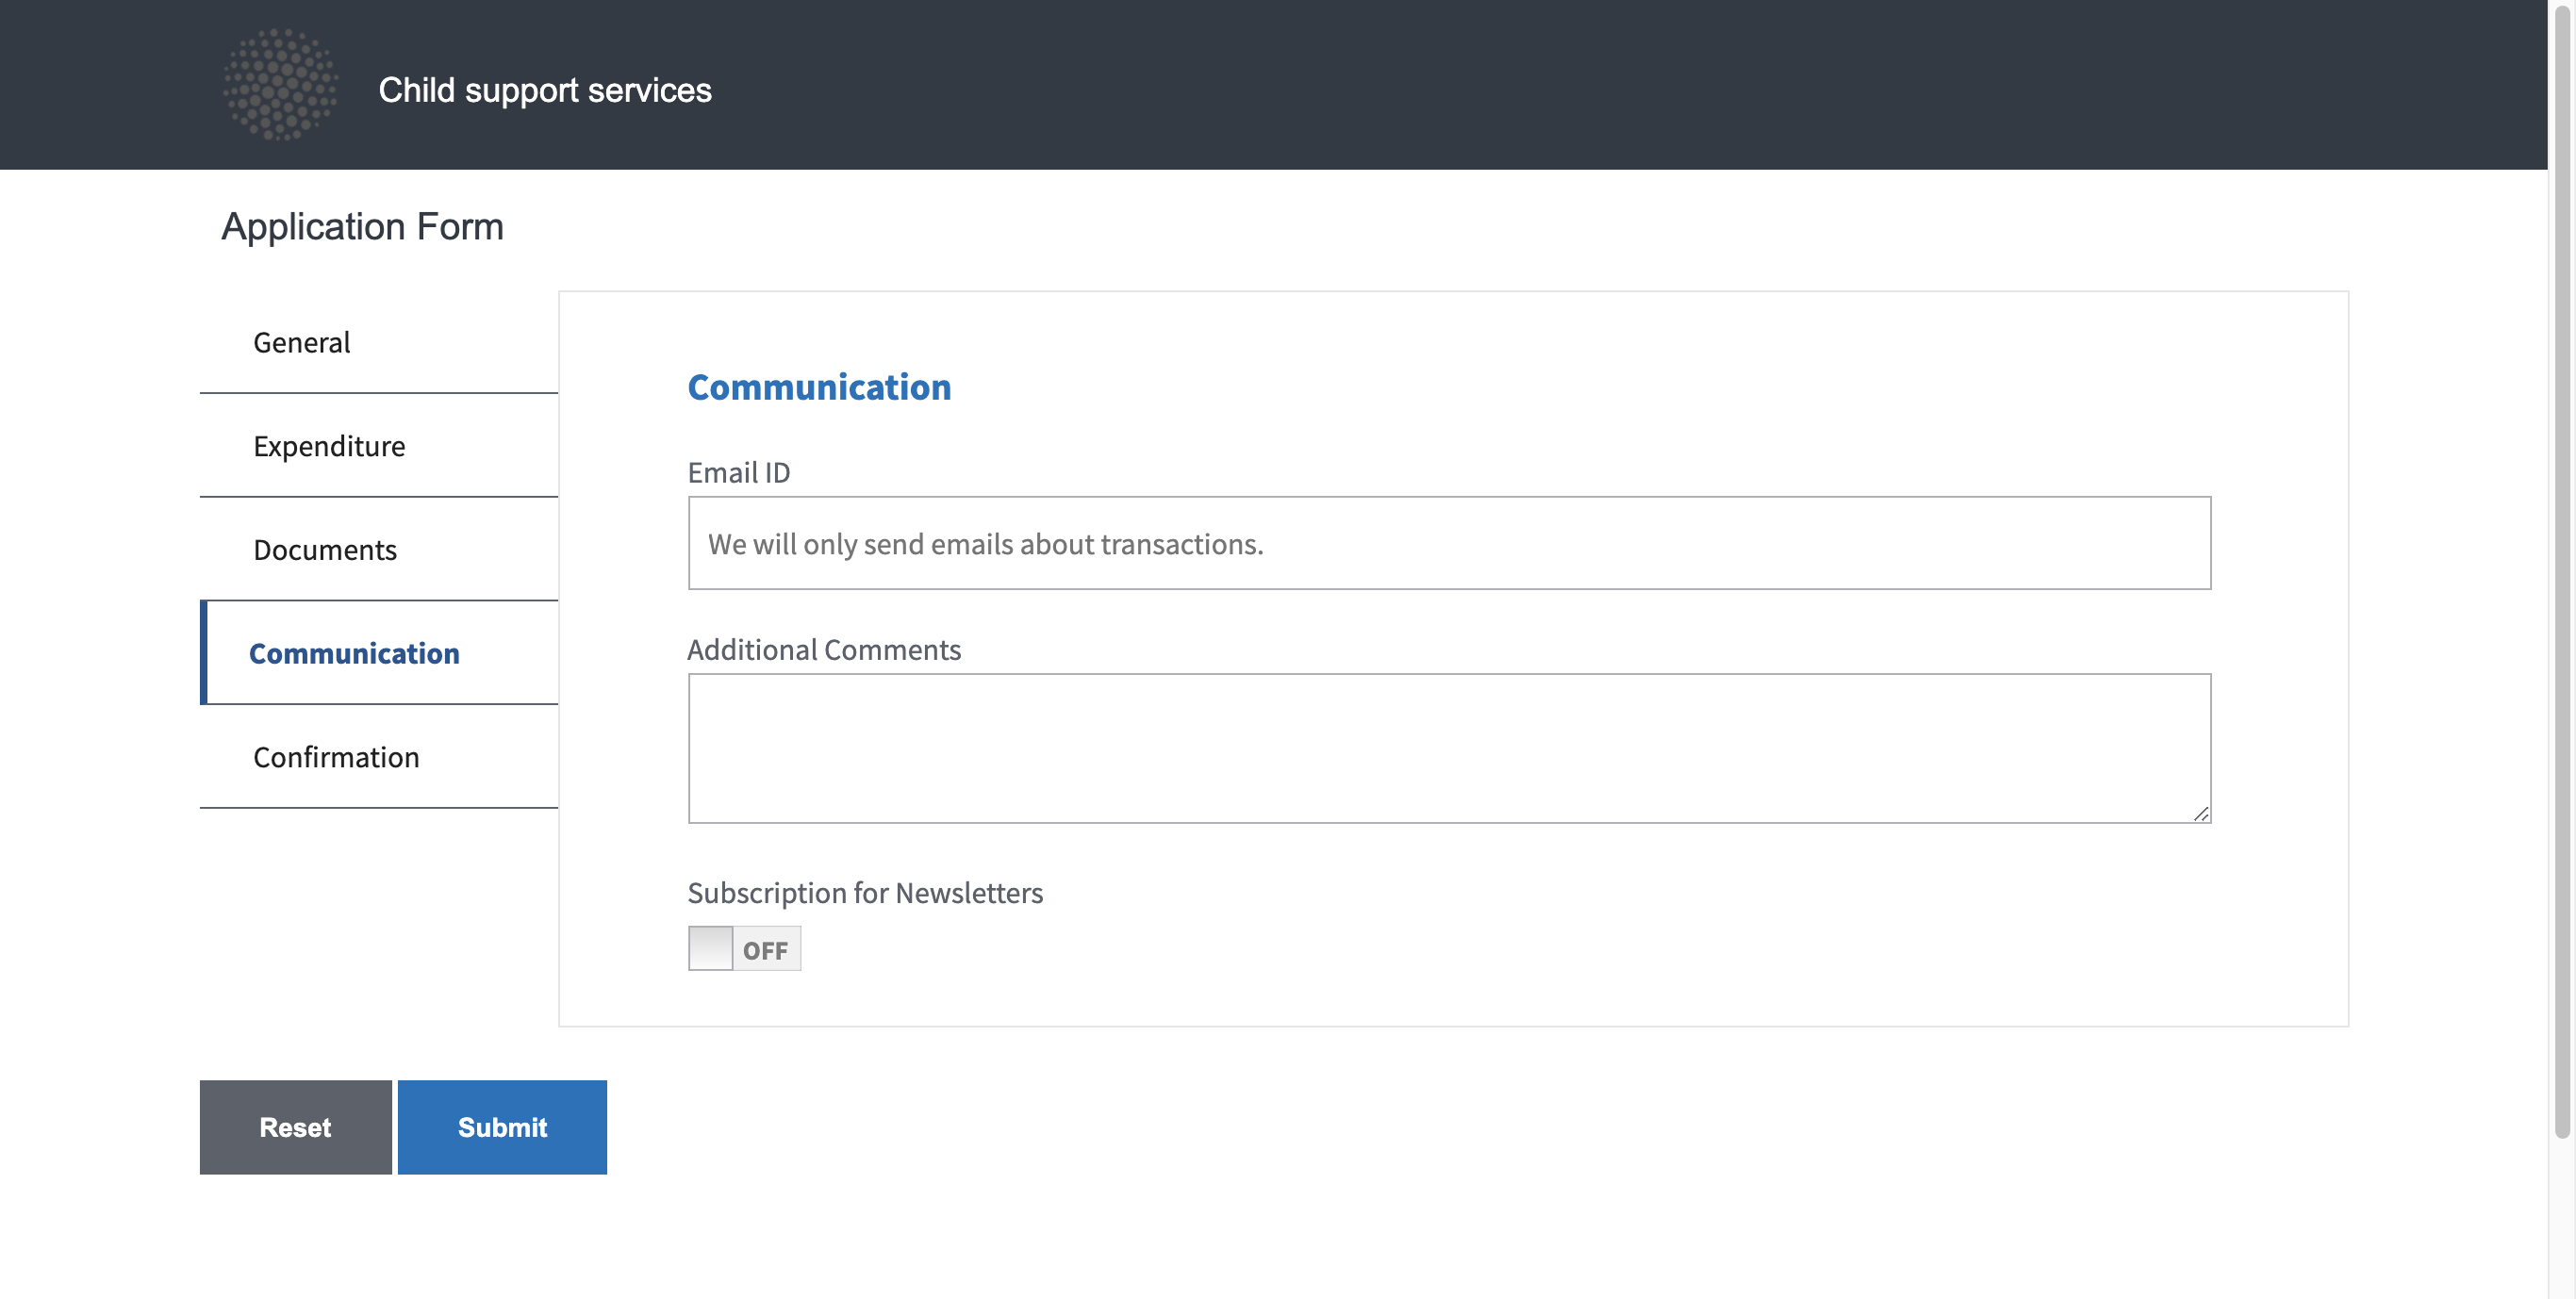 Child support services
Application Form
General
Expenditure
Documents
Communication
Confirmation
Communication
Email ID
We will only send emails about transactions.
Additional Comments
Subscription for Newsletters
OFF
Reset
Submit